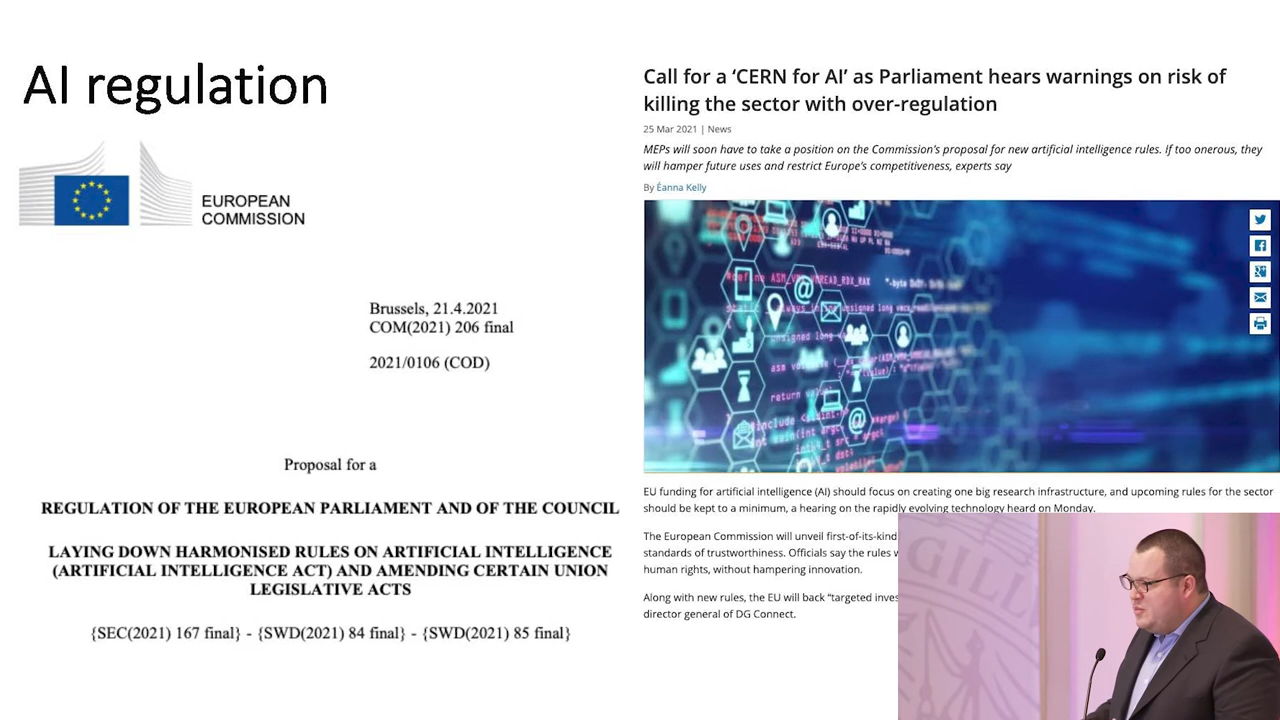 AI regulation
EUROPEAN
COMMISSION
Brussels, 21.4.2021
COM(2021) 206 final
2021/0106 (COD)
Proposal for a
REGULATION OF THE EUROPEAN PARLIAMENT AND OF THE COUNCIL
LAYING DOWN HARMONISED RULES ON ARTIFICIAL INTELLIGENCE
(ARTIFICIAL INTELLIGENCE ACT) AND AMENDING CERTAIN UNION
LEGISLATIVE ACTS
{SEC(2021) 167 final} - {SWD(2021) 84 final} - {SWD(2021) 85 final}
Call for a ‘CERN for AI’ as Parliament hears warnings on risk of
killing the sector with over-regulation
25 Mar 2021 | News
MEPs will soon have to take a position on the Commission’s proposal for new artificial intelligence rules. If too onerous, they
will hamper future uses and restrict Europe’s competitiveness, experts say
By Éanna Kelly
#define ASM_VMX_VMREAD_RDX_RAX
unsigned long
return value
#include
EU funding for artificial intelligence (AI) should focus on creating one big research infrastructure, and upcoming rules for the sector
should be kept to a minimum, a hearing on the rapidly evolving technology heard on Monday.
The European Commission will unveil first-of-its-kind
standards of trustworthiness. Officials say the rules
human rights, without hampering innovation.
Along with new rules, the EU will back “targeted
director general of DG Connect.